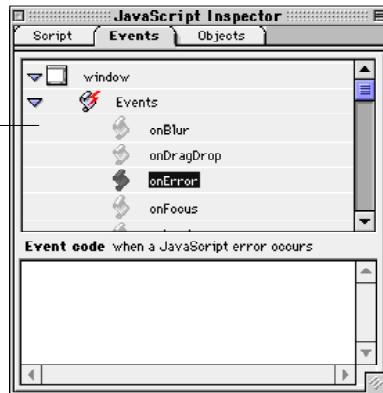 JavaScript Inspector
Script Events Objects
window
Events
onBlur
onDragDrop
onError
onFocus
Event code when a JavaScript error occurs